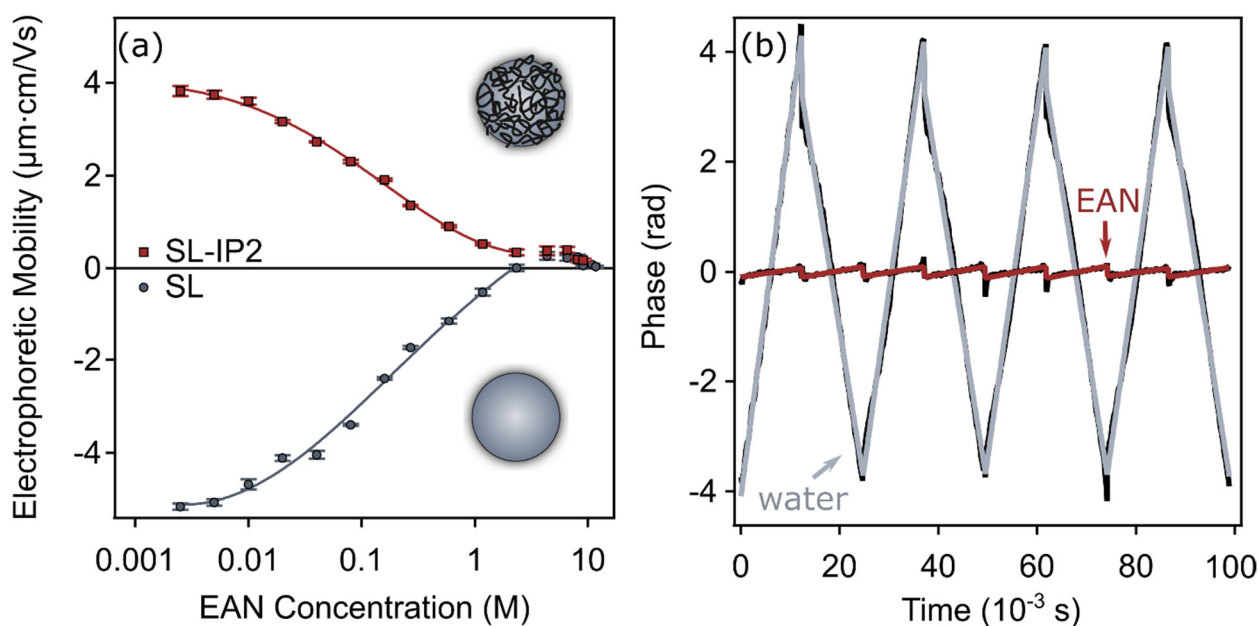 (a)
Electrophoretic Mobility (µm·cm/Vs)
4
2
0
-2
-4
SL-IP2
SL
0.001
0.01
0.1
1
10
EAN Concentration (M)
(b)
Phase (rad)
4
2
0
-2
-4
EAN
water
0
20
40
60
80
100
Time (10⁻³ s)